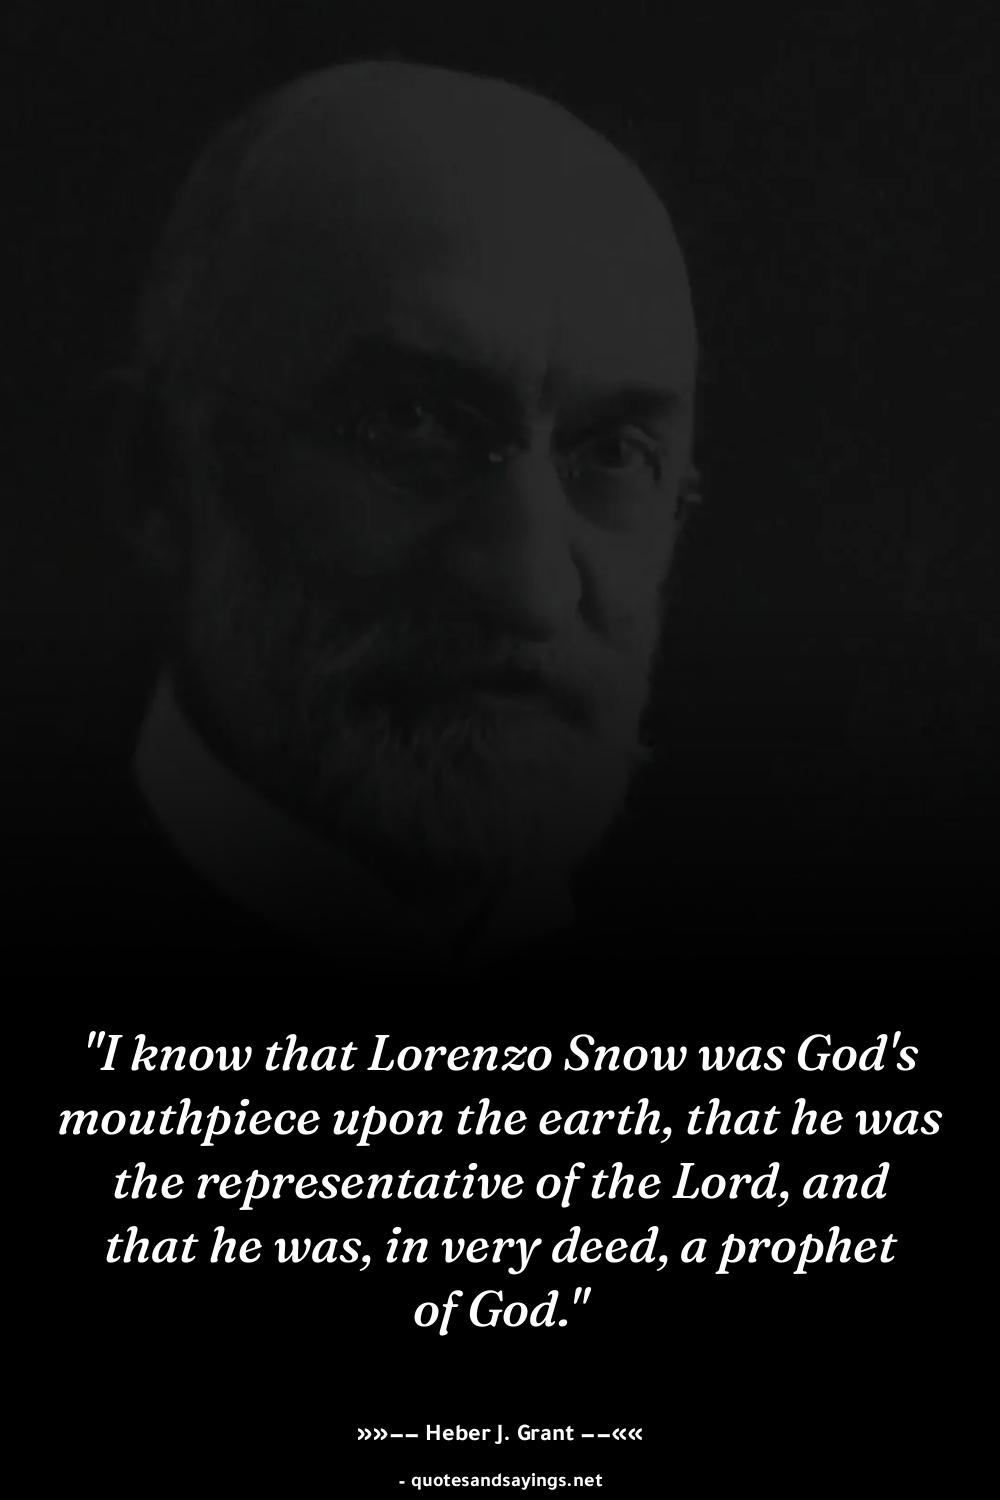 "I know that Lorenzo Snow was God's
mouthpiece upon the earth, that he was
the representative of the Lord, and
that he was, in very deed, a prophet
of God."
»»—— Heber J. Grant ——««
- quotesandsayings.net